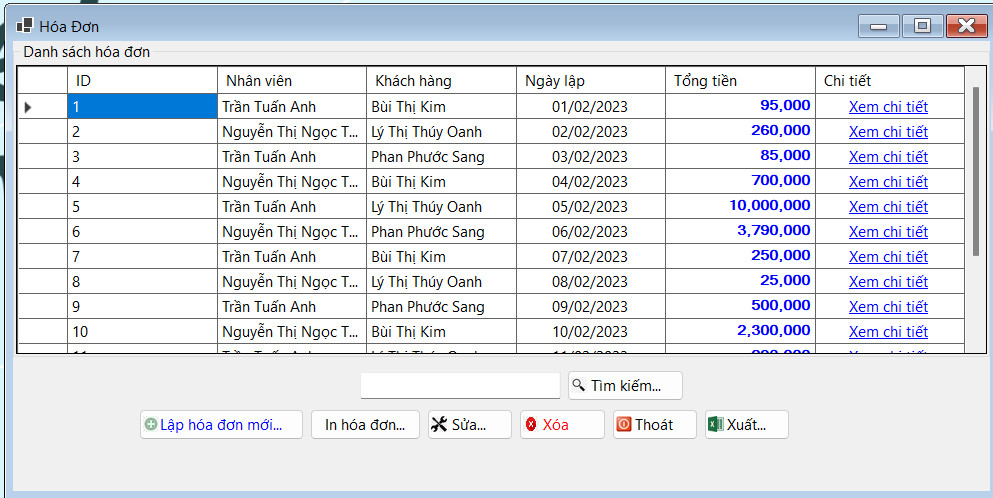 Hóa Đơn
Danh sách hóa đơn
ID Nhân viên Khách hàng Ngày lập Tổng tiền Chi tiết
1 Trần Tuấn Anh Bùi Thị Kim 01/02/2023 95,000 Xem chi tiết
2 Nguyễn Thị Ngọc T... Lý Thị Thúy Oanh 02/02/2023 260,000 Xem chi tiết
3 Trần Tuấn Anh Phan Phước Sang 03/02/2023 85,000 Xem chi tiết
4 Nguyễn Thị Ngọc T... Bùi Thị Kim 04/02/2023 700,000 Xem chi tiết
5 Trần Tuấn Anh Lý Thị Thúy Oanh 05/02/2023 10,000,000 Xem chi tiết
6 Nguyễn Thị Ngọc T... Phan Phước Sang 06/02/2023 3,790,000 Xem chi tiết
7 Trần Tuấn Anh Bùi Thị Kim 07/02/2023 250,000 Xem chi tiết
8 Nguyễn Thị Ngọc T... Lý Thị Thúy Oanh 08/02/2023 25,000 Xem chi tiết
9 Trần Tuấn Anh Phan Phước Sang 09/02/2023 500,000 Xem chi tiết
10 Nguyễn Thị Ngọc T... Bùi Thị Kim 10/02/2023 2,300,000 Xem chi tiết
Tìm kiếm...
Lập hóa đơn mới... In hóa đơn... Sửa... Xóa Thoát Xuất...